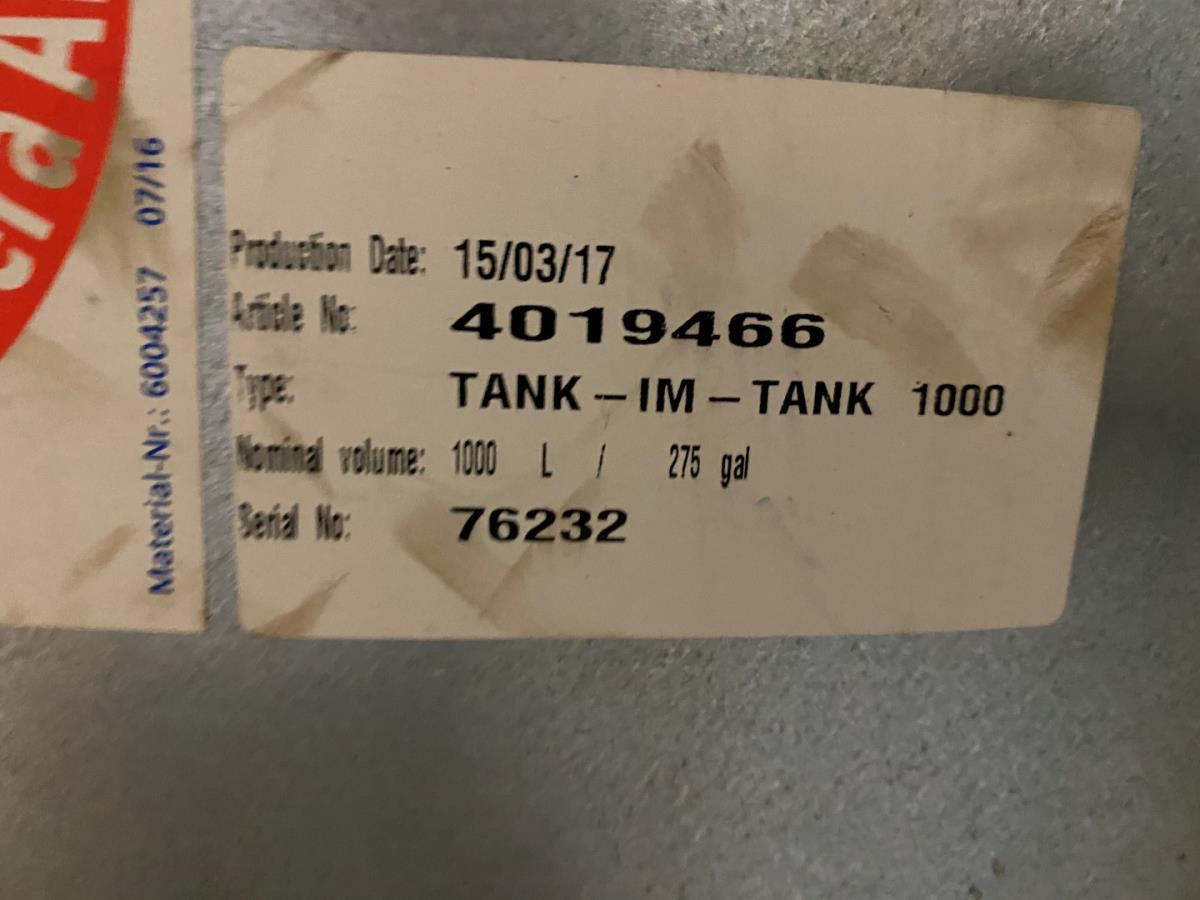 Production Date: 15/03/17
Article No: 4019466
Type: TANK – IM – TANK 1000
Nominal volume: 1000 L / 275 gal
Serial No: 76232
Material-Nr.: 6004257 07/16